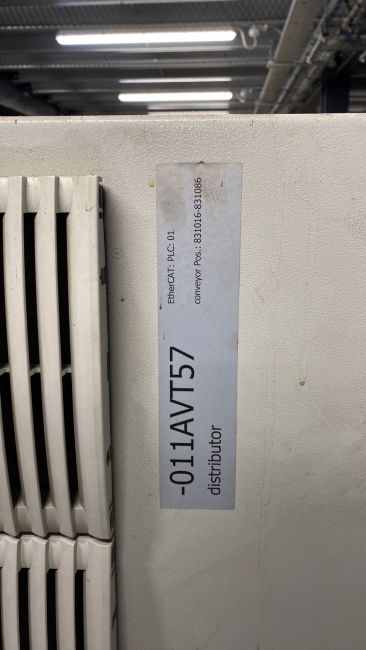 EtherCAT: PLC: 01
conveyor Pos.: 831016-831086
-011AVT57
distributor